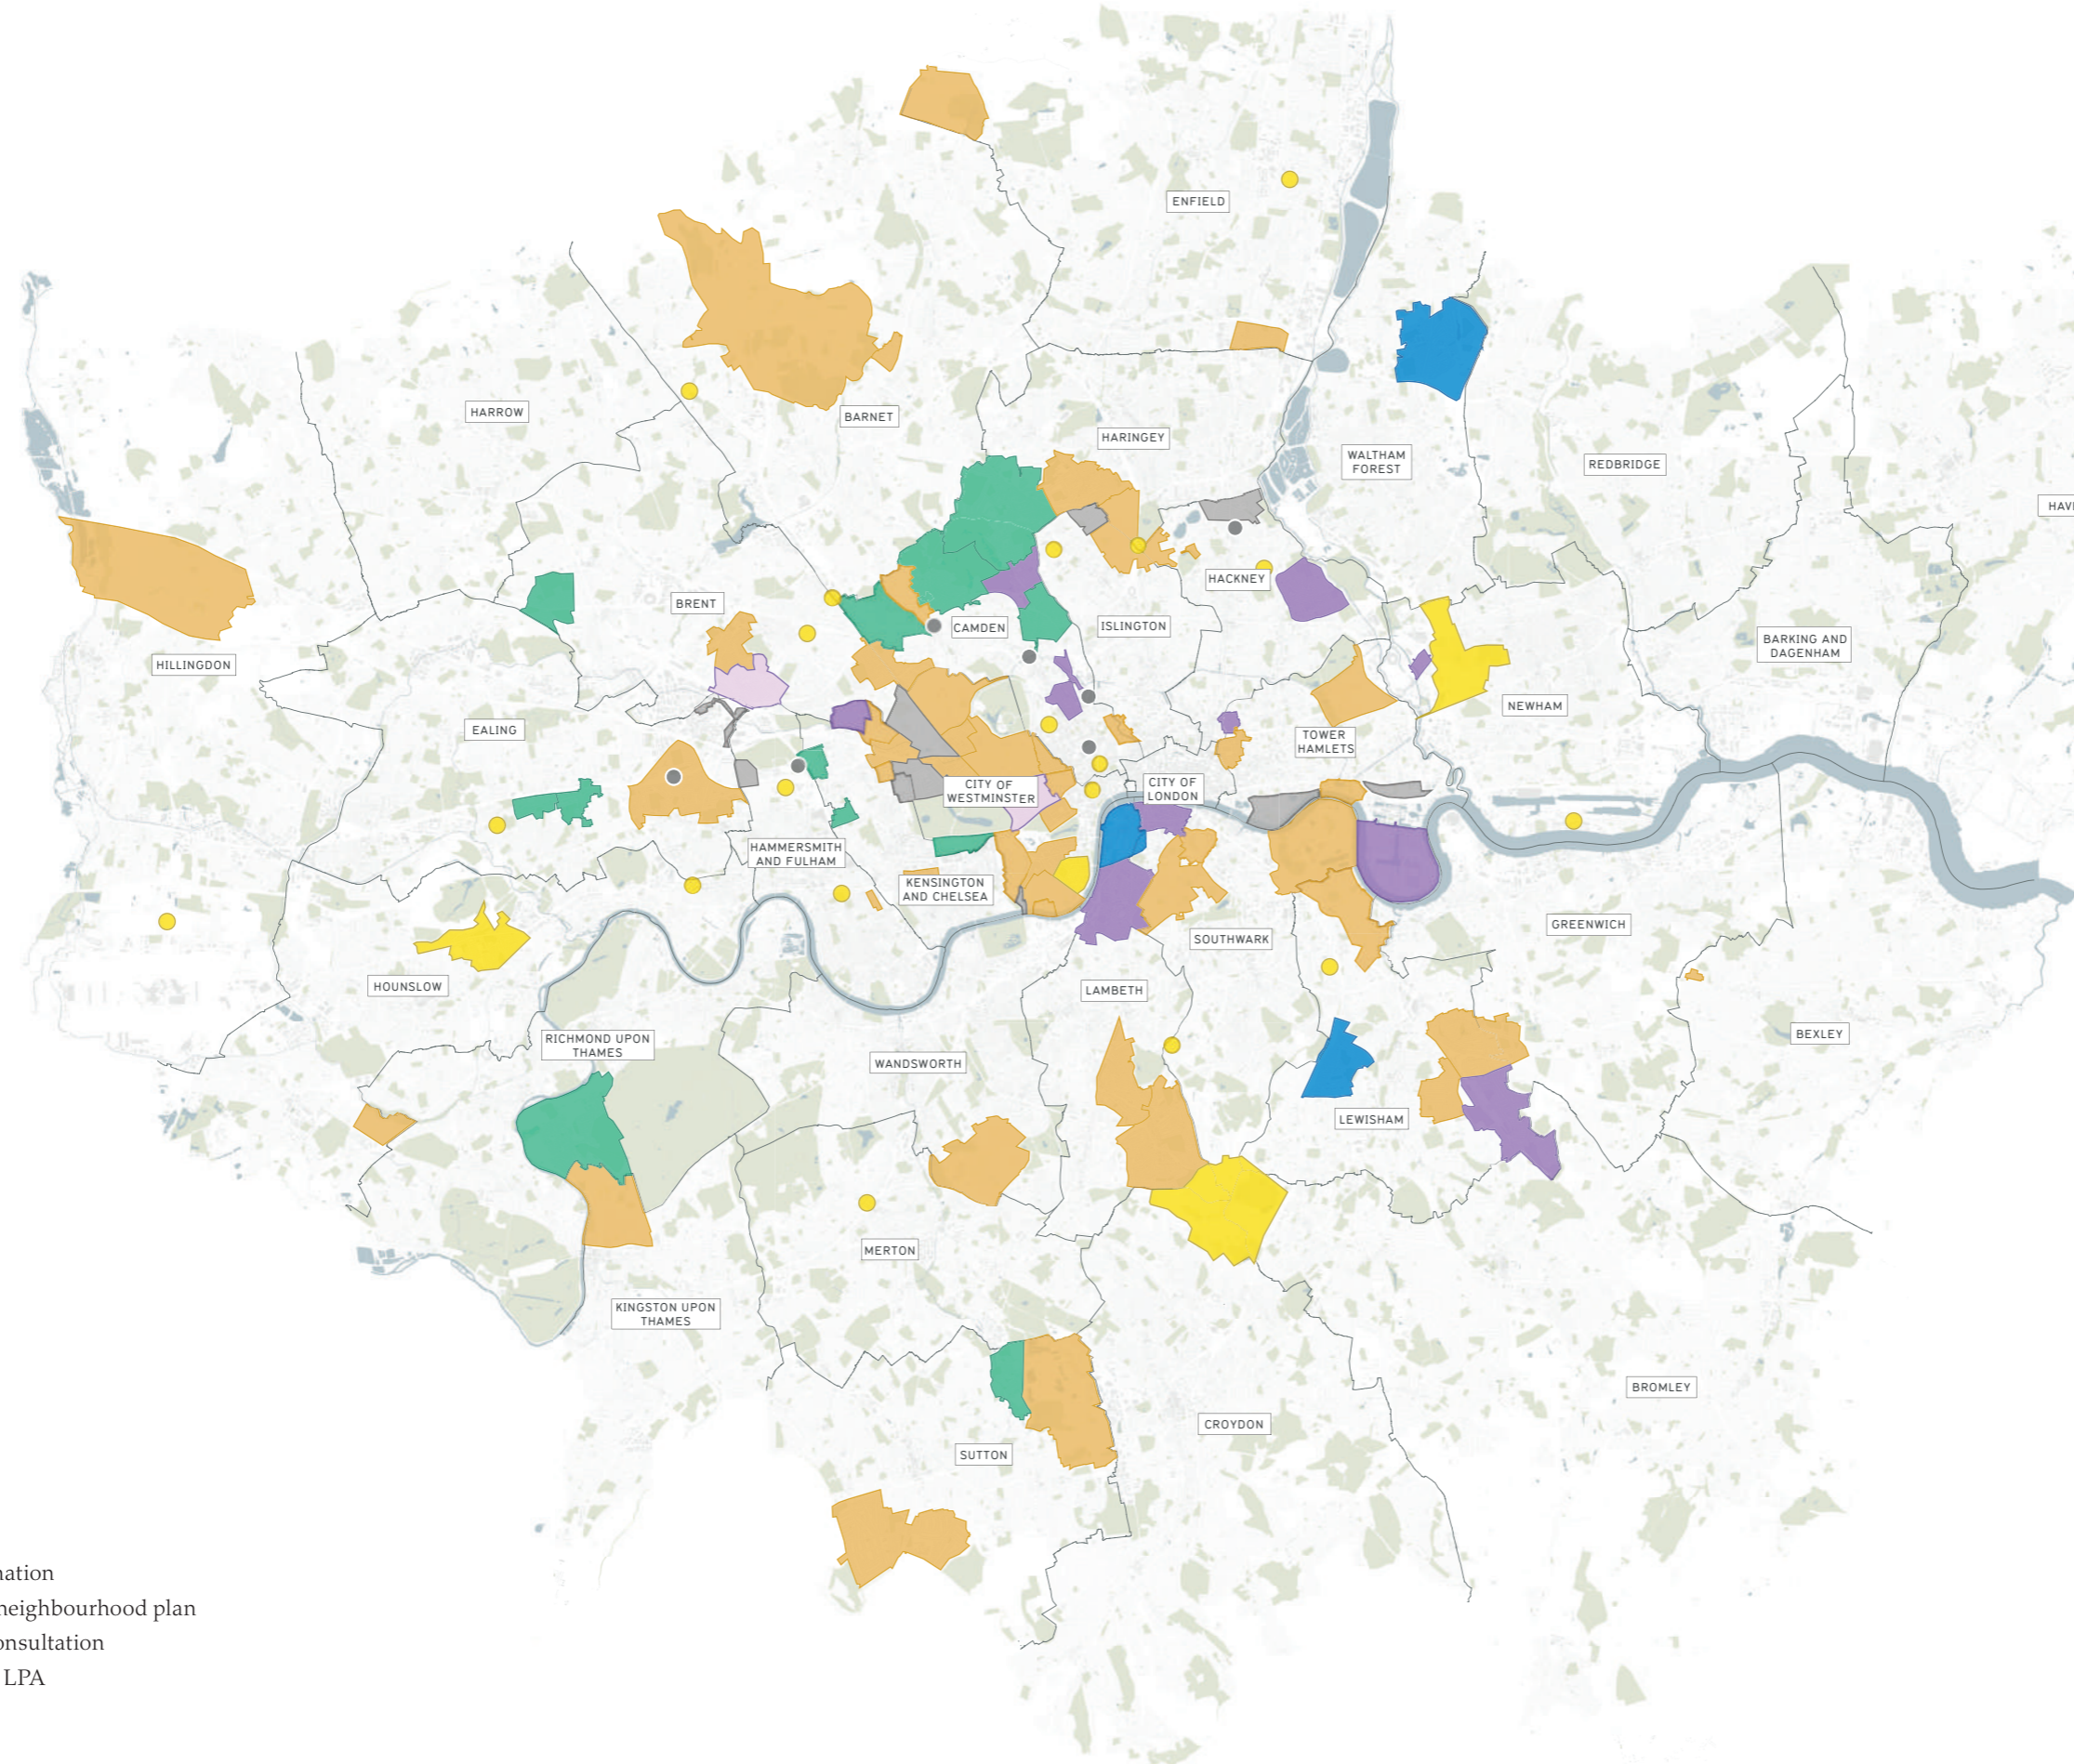 ENFIELD
HARROW
BARNET
HARINGEY
WALTHAM
FOREST
REDBRIDGE
HAV
HACKNEY
BRENT
CAMDEN
ISLINGTON
BARKING AND
DAGENHAM
HILLINGDON
NEWHAM
EALING
TOWER
HAMLETS
CITY OF
WESTMINSTER
CITY OF
LONDON
HAMMERSMITH
AND FULHAM
KENSINGTON
AND CHELSEA
GREENWICH
SOUTHWARK
HOUNSLOW
LAMBETH
BEXLEY
RICHMOND UPON
THAMES
WANDSWORTH
LEWISHAM
MERTON
KINGSTON UPON
THAMES
BROMLEY
CROYDON
SUTTON
nation
neighbourhood plan
onsultation
LPA